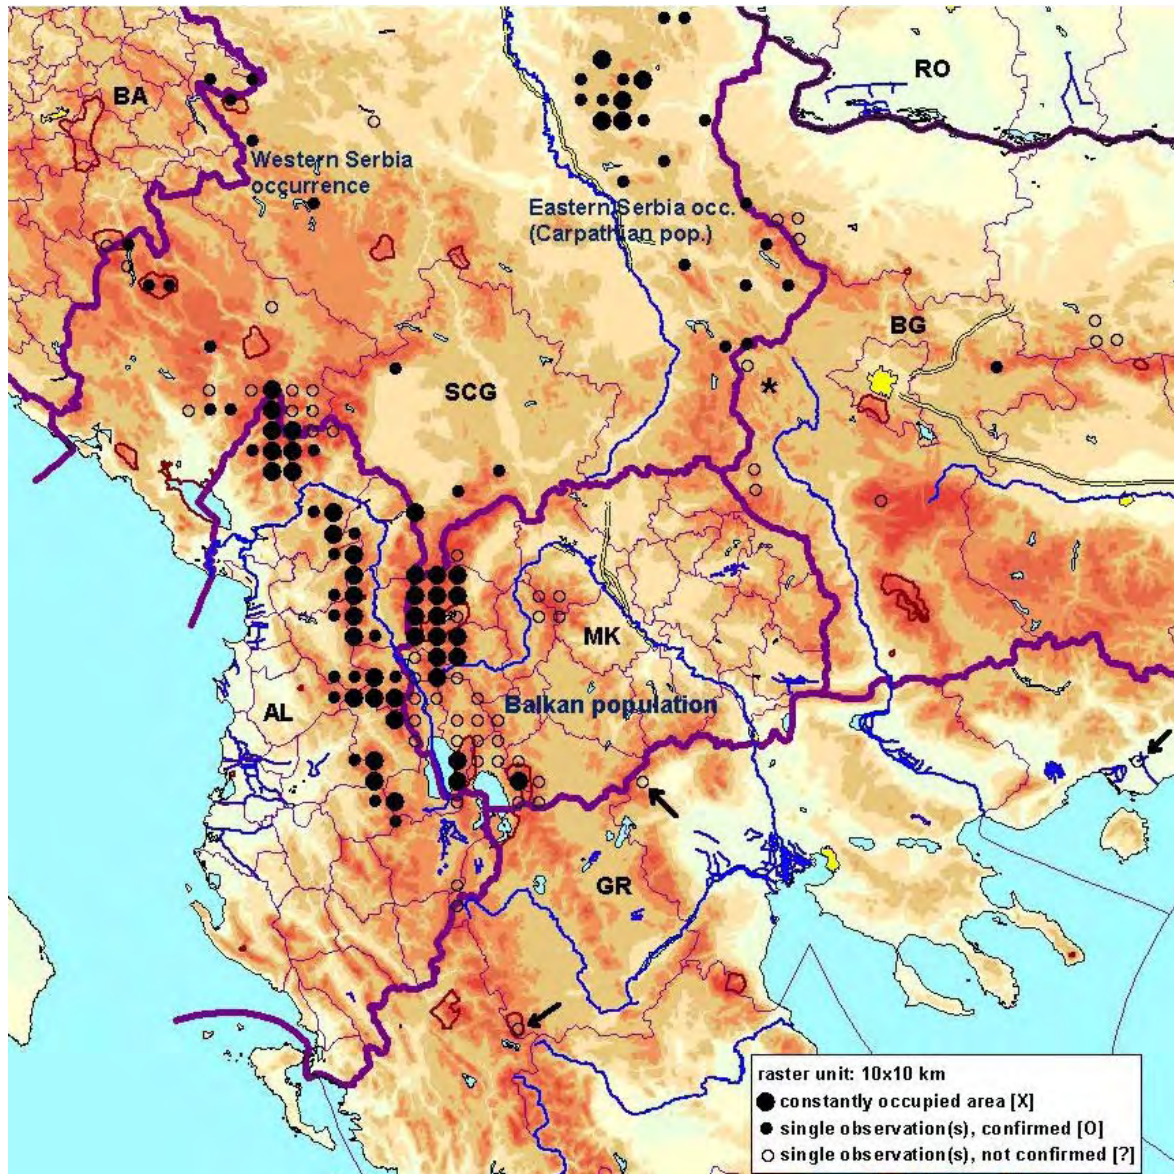 RO
BA
Western Serbia
occurrence
Eastern Serbia occ.
(Carpathian pop.)
BG
*
SCG
MK
AL
Balkan population
GR
raster unit: 10x10 km
constantly occupied area [X]
single observation(s), confirmed [O]
single observation(s), not confirmed [?]